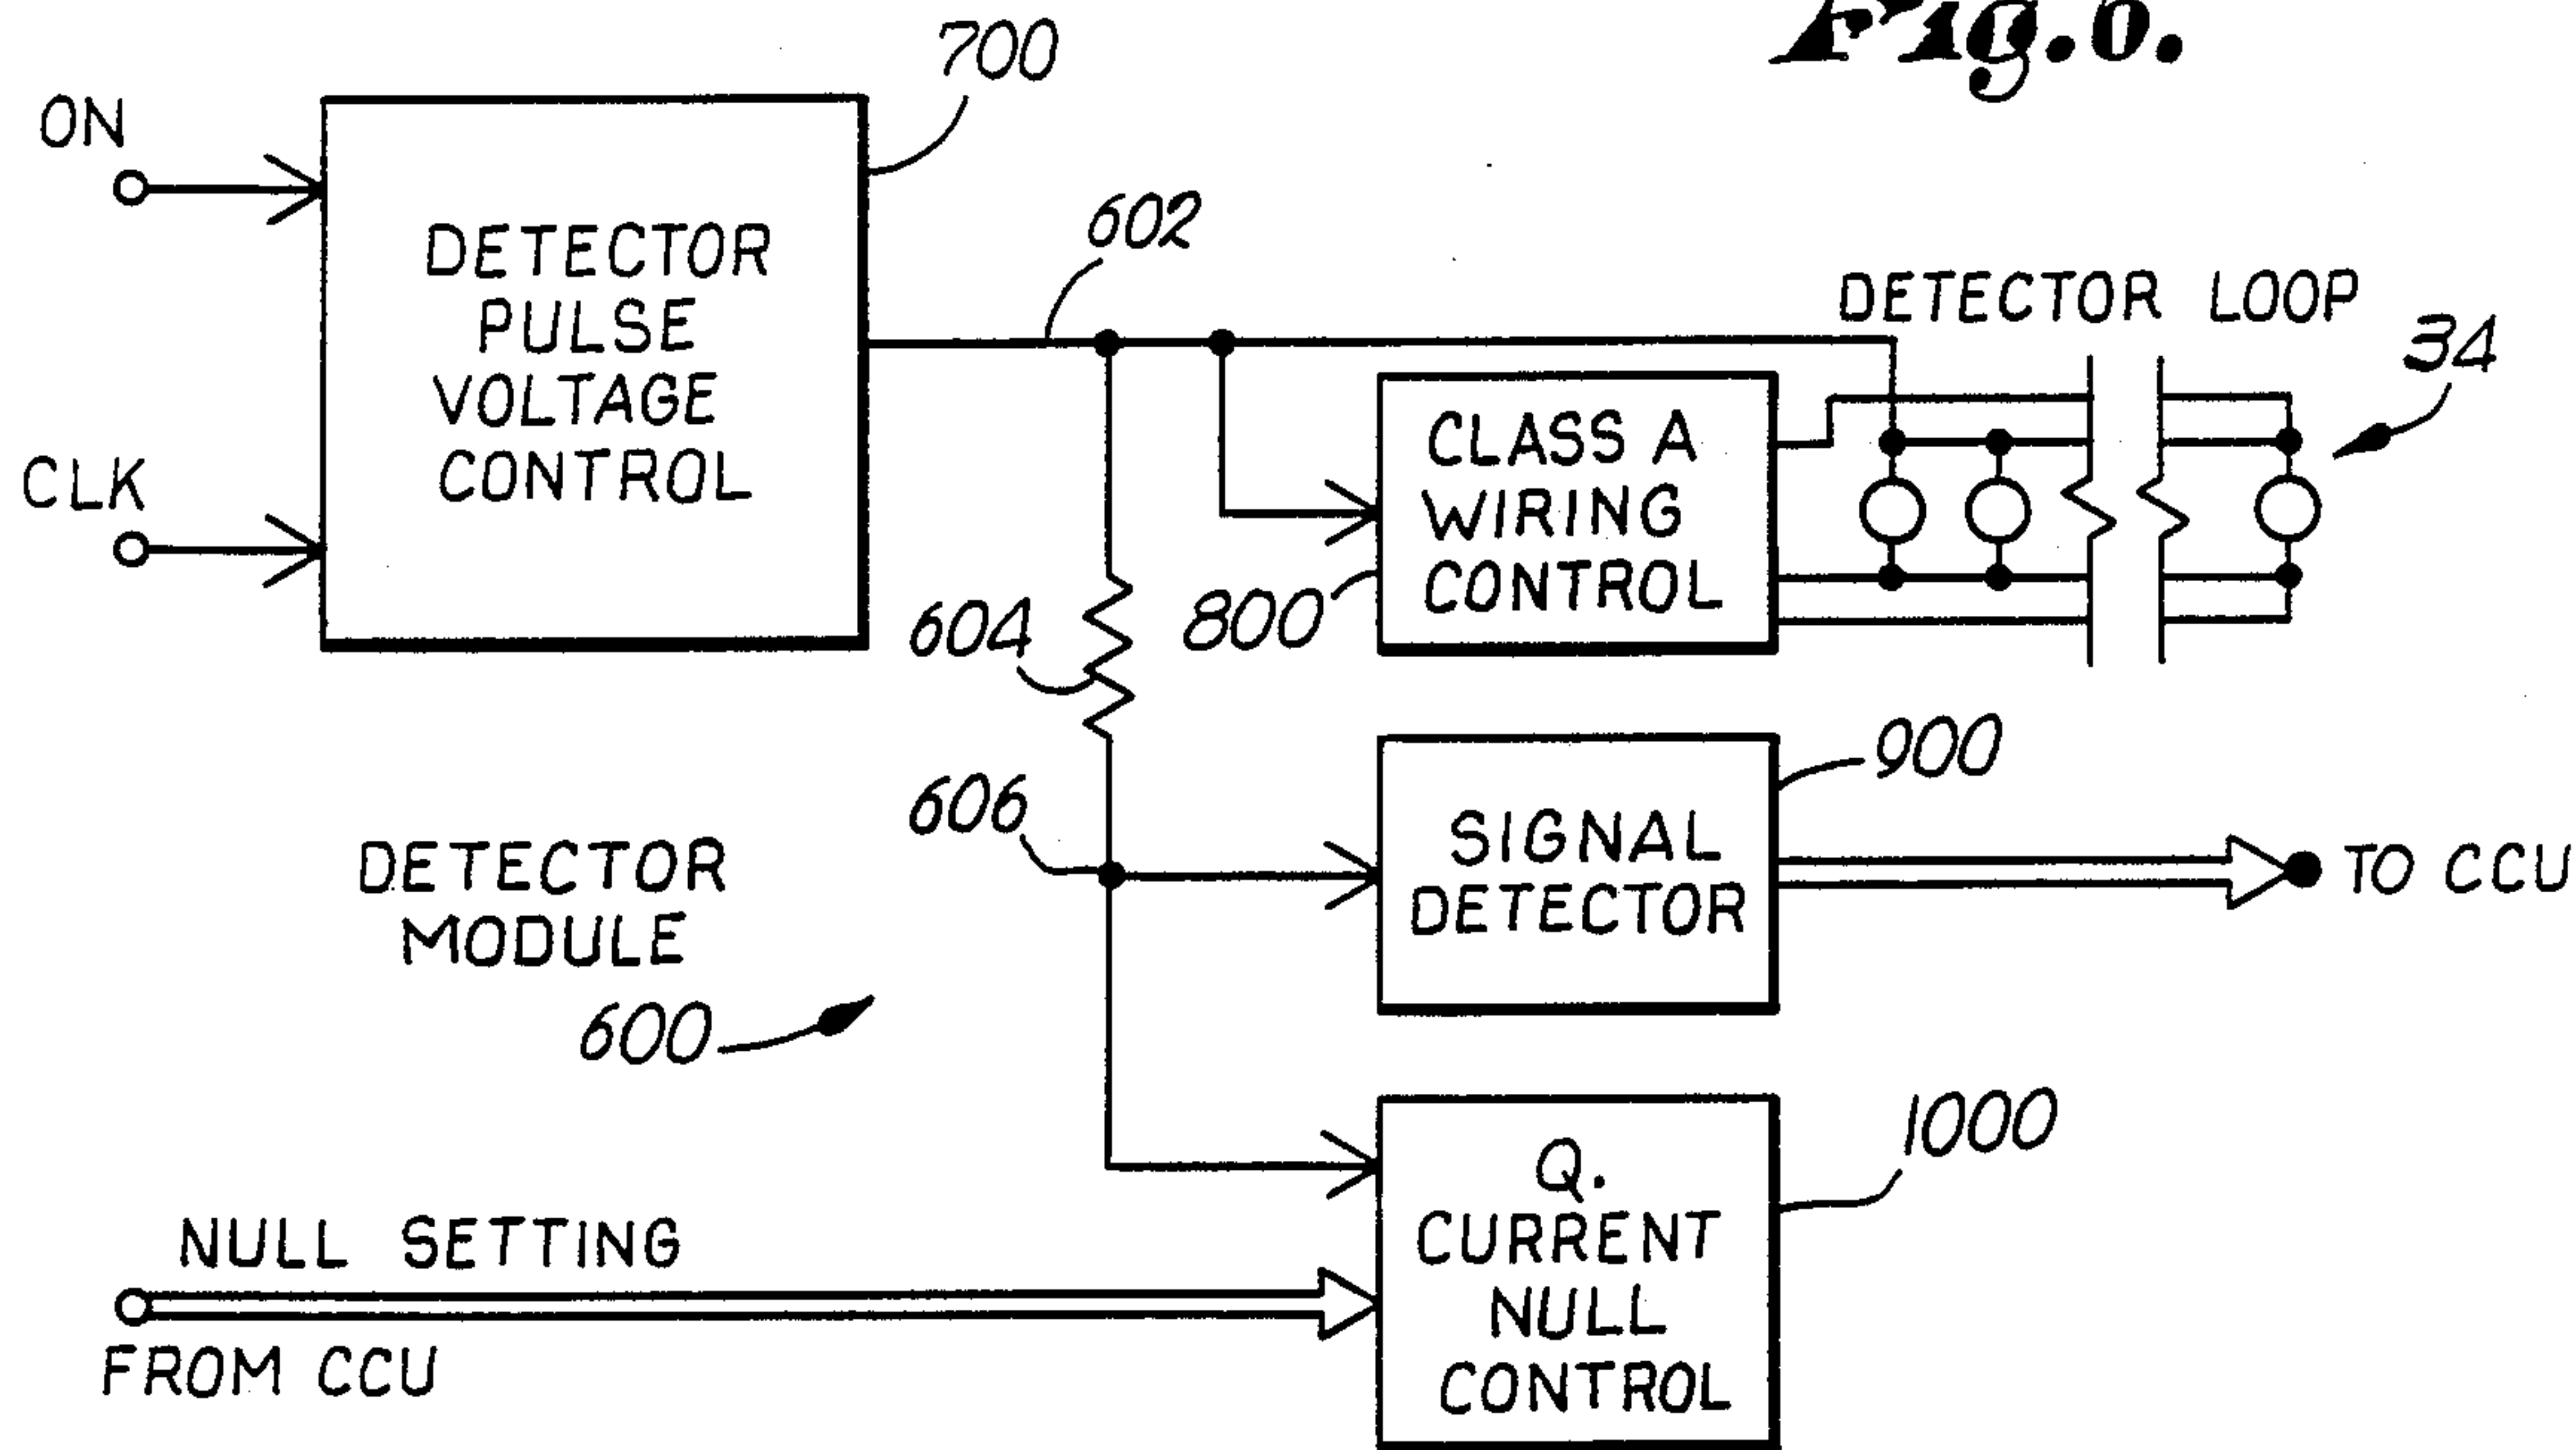 Fig. 6.
700
ON
DETECTOR
PULSE
VOLTAGE
CONTROL
CLK
602
DETECTOR LOOP
34
CLASS A
WIRING
CONTROL
800
604
900
606
SIGNAL
DETECTOR
TO CCU
DETECTOR
MODULE
600
1000
Q.
CURRENT
NULL
CONTROL
NULL SETTING
FROM CCU